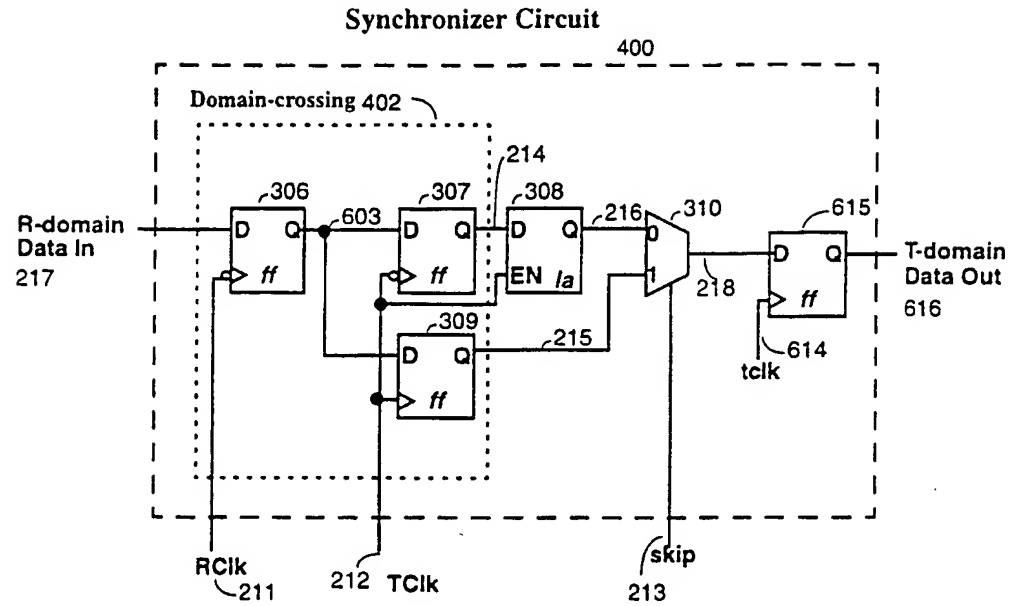 Synchronizer Circuit
400
Domain-crossing 402
214
306
307
308
216
310
615
603
R-domain
Data In
217
D Q
ff
D Q
ff
D Q
EN la
0
1
218
D Q
ff
T-domain
Data Out
616
309
D Q
ff
215
614
tclk
RClk
211
212 TClk
skip
213